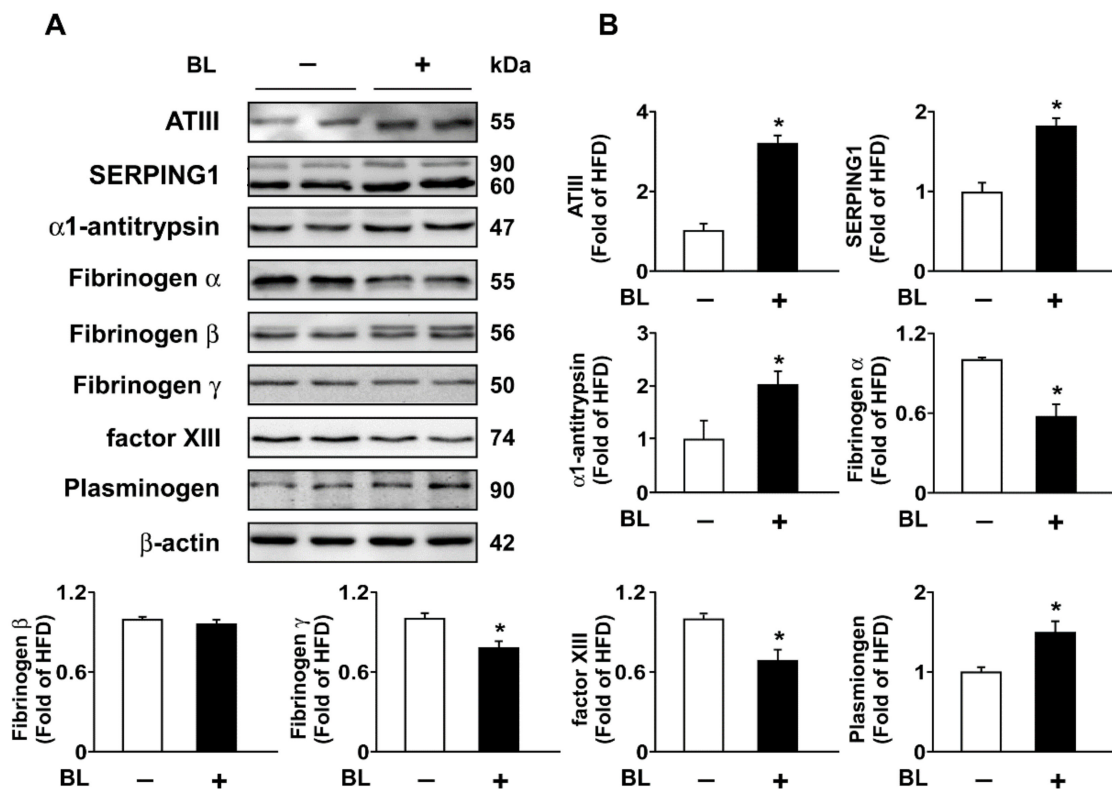 A
BL − + kDa
ATIII 55
SERPING1 90
60
α1-antitrypsin 47
Fibrinogen α 55
Fibrinogen β 56
Fibrinogen γ 50
factor XIII 74
Plasminogen 90
β-actin 42
B
ATIII
(Fold of HFD)
4
2
0
*
BL − +
SERPING1
(Fold of HFD)
2
1
0
*
BL − +
α1-antitrypsin
(Fold of HFD)
3
2
1
0
*
BL − +
Fibrinogen α
(Fold of HFD)
1.2
0.6
0
*
BL − +
Fibrinogen β
(Fold of HFD)
1.2
0.6
0
BL − +
Fibrinogen γ
(Fold of HFD)
1.2
0.6
0
*
BL − +
factor XIII
(Fold of HFD)
1.2
0.6
0
*
BL − +
Plasmiongen
(Fold of HFD)
2
1
0
*
BL − +